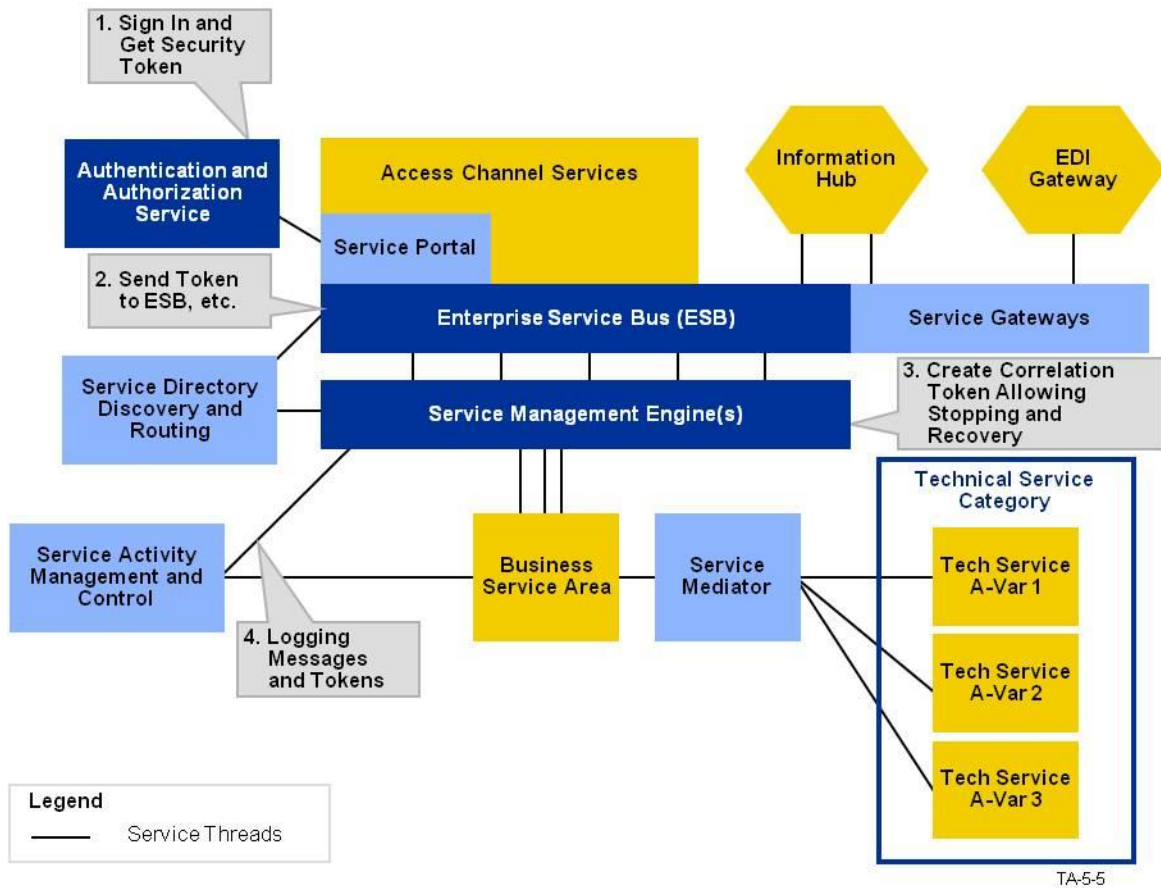 1. Sign In and
Get Security
Token
Authentication and
Authorization
Service
Access Channel Services
Service Portal
Information
Hub
EDI
Gateway
2. Send Token
to ESB, etc.
Enterprise Service Bus (ESB)
Service Gateways
Service Directory
Discovery and
Routing
Service Management Engine(s)
3. Create Correlation
Token Allowing
Stopping and
Recovery
Technical Service
Category
Service Activity
Management and
Control
Business
Service Area
Service
Mediator
Tech Service
A-Var 1
4. Logging
Messages
and Tokens
Tech Service
A-Var 2
Tech Service
A-Var 3
Legend
Service Threads
TA-5-5